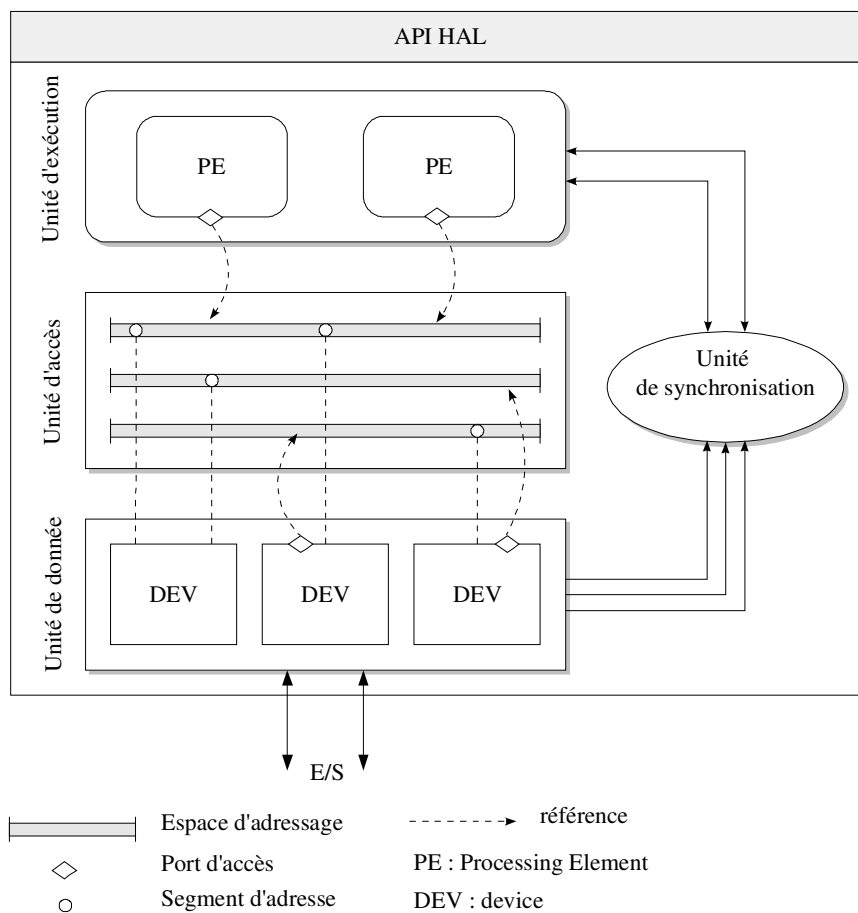 API HAL
Unité d'exécution
PE
PE
Unité d'accès
Unité
de synchronisation
Unité de donnée
DEV
DEV
DEV
E/S
Espace d'adressage
référence
Port d'accès
PE : Processing Element
Segment d'adresse
DEV : device